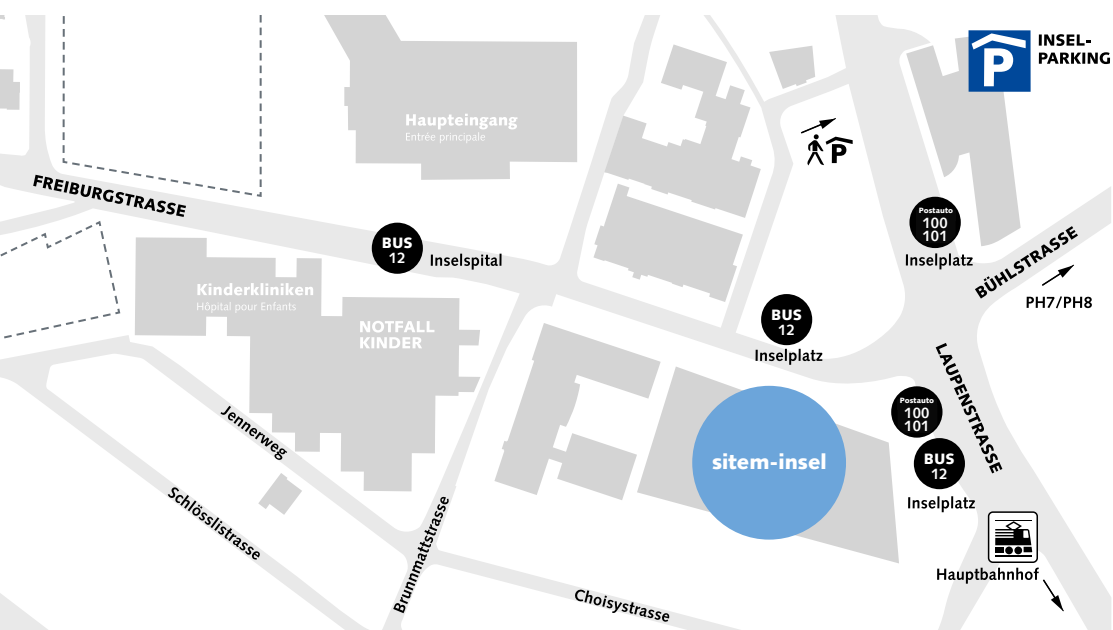 P
INSEL-
PARKING
Haupteingang
Entrée principale
P
FREIBURGSTRASSE
Postauto
100
101
Inselplatz
BUS
12
Inselspital
BÜHLSTRASSE
PH7/PH8
Kinderkliniken
Hôpital pour Enfants
NOTFALL
KINDER
BUS
12
Inselplatz
LAUPENSTRASSE
Postauto
100
101
BUS
12
Inselplatz
sitem-insel
Jennerweg
Schlösslistrasse
Brunnmattstrasse
Choisystrasse
Hauptbahnhof